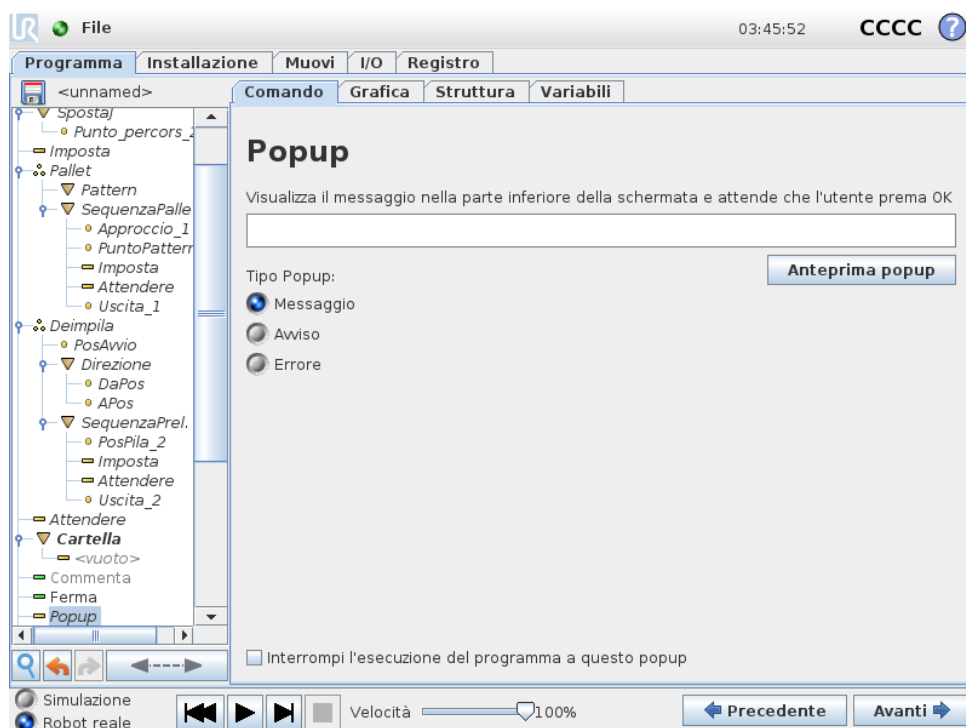 UR File 03:45:52 CCCC ?
Programma Installazione Muovi I/O Registro
<unnamed> Comando Grafica Struttura Variabili
SpostaJ
Punto_percors_2
Imposta
Pallet
Pattern
SequenzaPalle
Approccio_1
PuntoPattern
Imposta
Attendere
Uscita_1
Deimpila
PosAvvio
Direzione
DaPos
APos
SequenzaPrel.
PosPila_2
Imposta
Attendere
Uscita_2
Attendere
Cartella
<vuoto>
Commenta
Ferma
Popup
Popup
Visualizza il messaggio nella parte inferiore della schermata e attende che l'utente prema OK
Anteprima popup
Tipo Popup:
Messaggio
Avviso
Errore
Interrompi l'esecuzione del programma a questo popup
Simulazione
Robot reale
Velocità 100%
Precedente Avanti